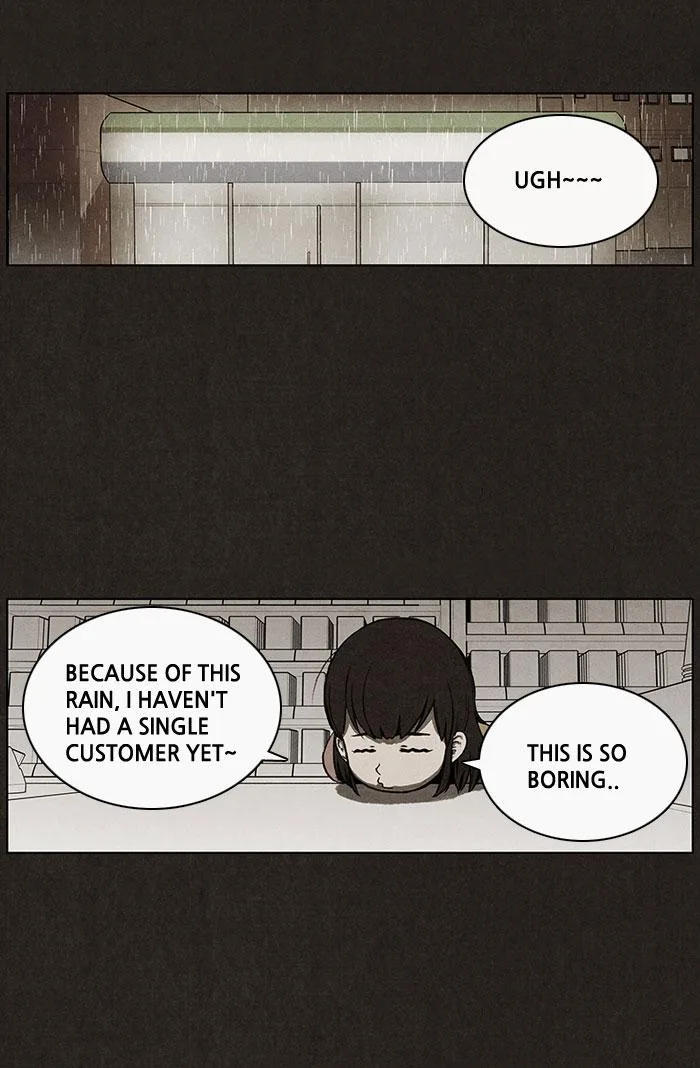 UGH~~~
BECAUSE OF THIS
RAIN, I HAVEN'T
HAD A SINGLE
CUSTOMER YET~
THIS IS SO
BORING..